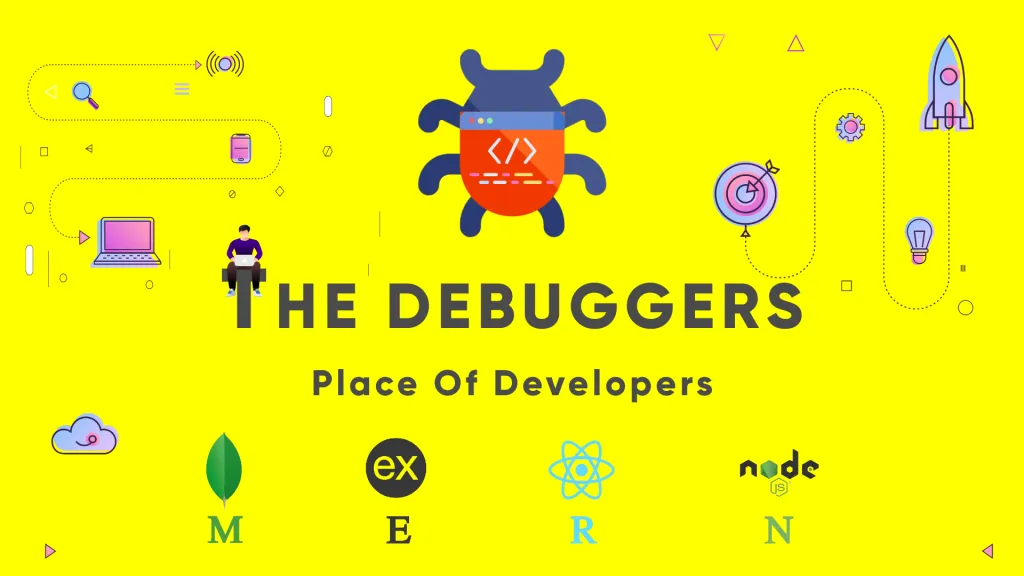 </>
THE DEBUGGERS
Place Of Developers
ex
node
JS
M E R N